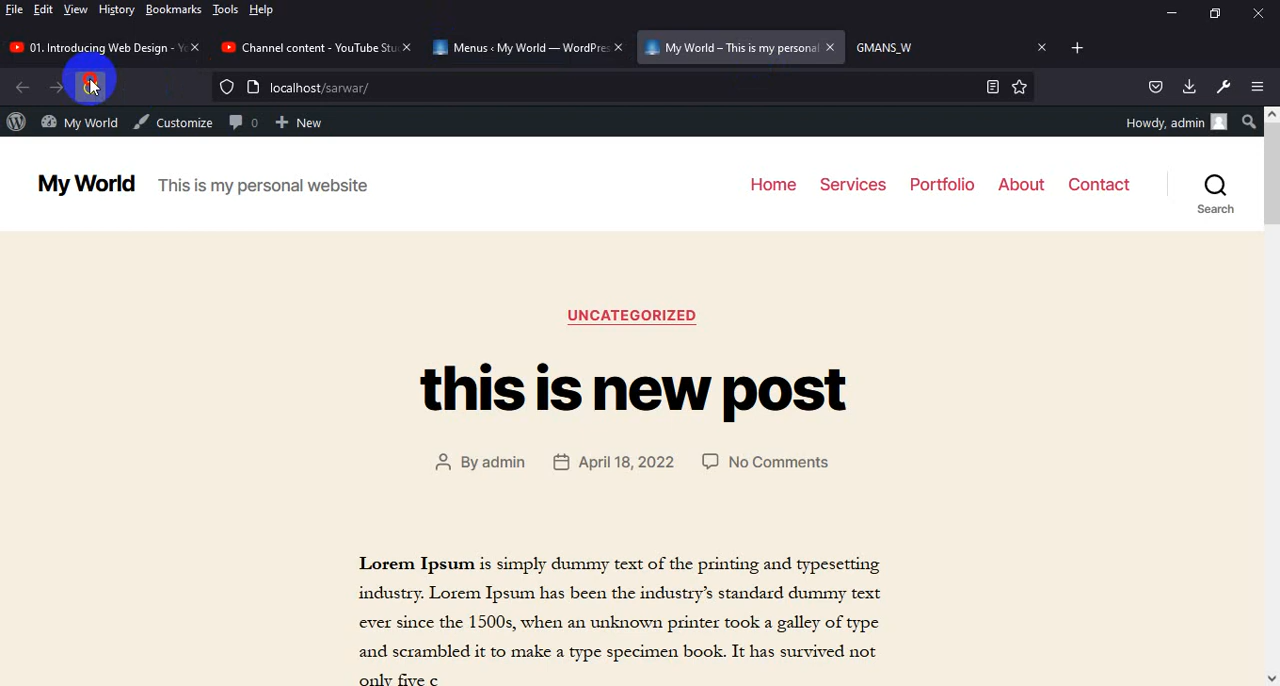 File Edit View History Bookmarks Tools Help
01. Introducing Web Design - Yo
Channel content - YouTube Stu
Menus ‹ My World — WordPres
My World – This is my personal
GMANS_W
localhost/sarwar/
My World Customize 0 New Howdy, admin
My World This is my personal website
Home Services Portfolio About Contact
Search
UNCATEGORIZED
this is new post
By admin April 18, 2022 No Comments
Lorem Ipsum is simply dummy text of the printing and typesetting
industry. Lorem Ipsum has been the industry’s standard dummy text
ever since the 1500s, when an unknown printer took a galley of type
and scrambled it to make a type specimen book. It has survived not
only five c